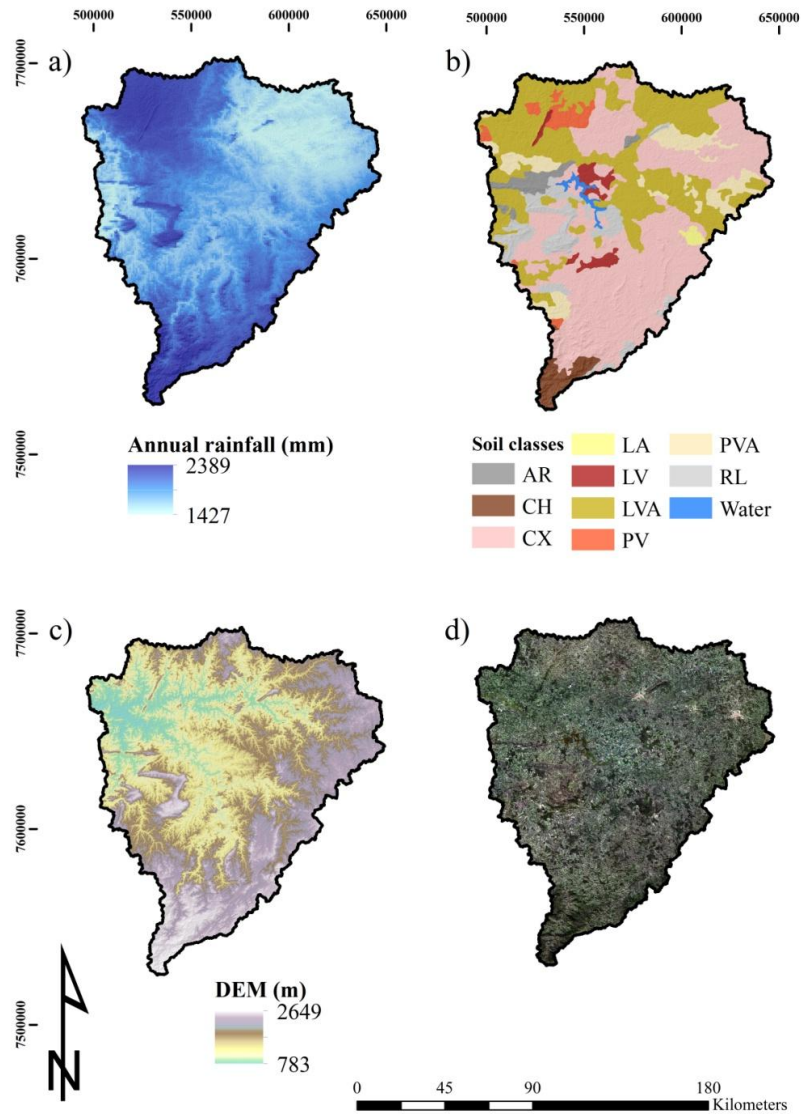 500000 550000 600000 650000
500000 550000 600000 650000
7700000
7600000
7500000
a)
b)
Annual rainfall (mm)
2389
1427
Soil classes
AR
CH
CX
LA
LV
LVA
PV
PVA
RL
Water
7700000
7600000
7500000
c)
d)
DEM (m)
2649
783
N
0 45 90 180
Kilometers